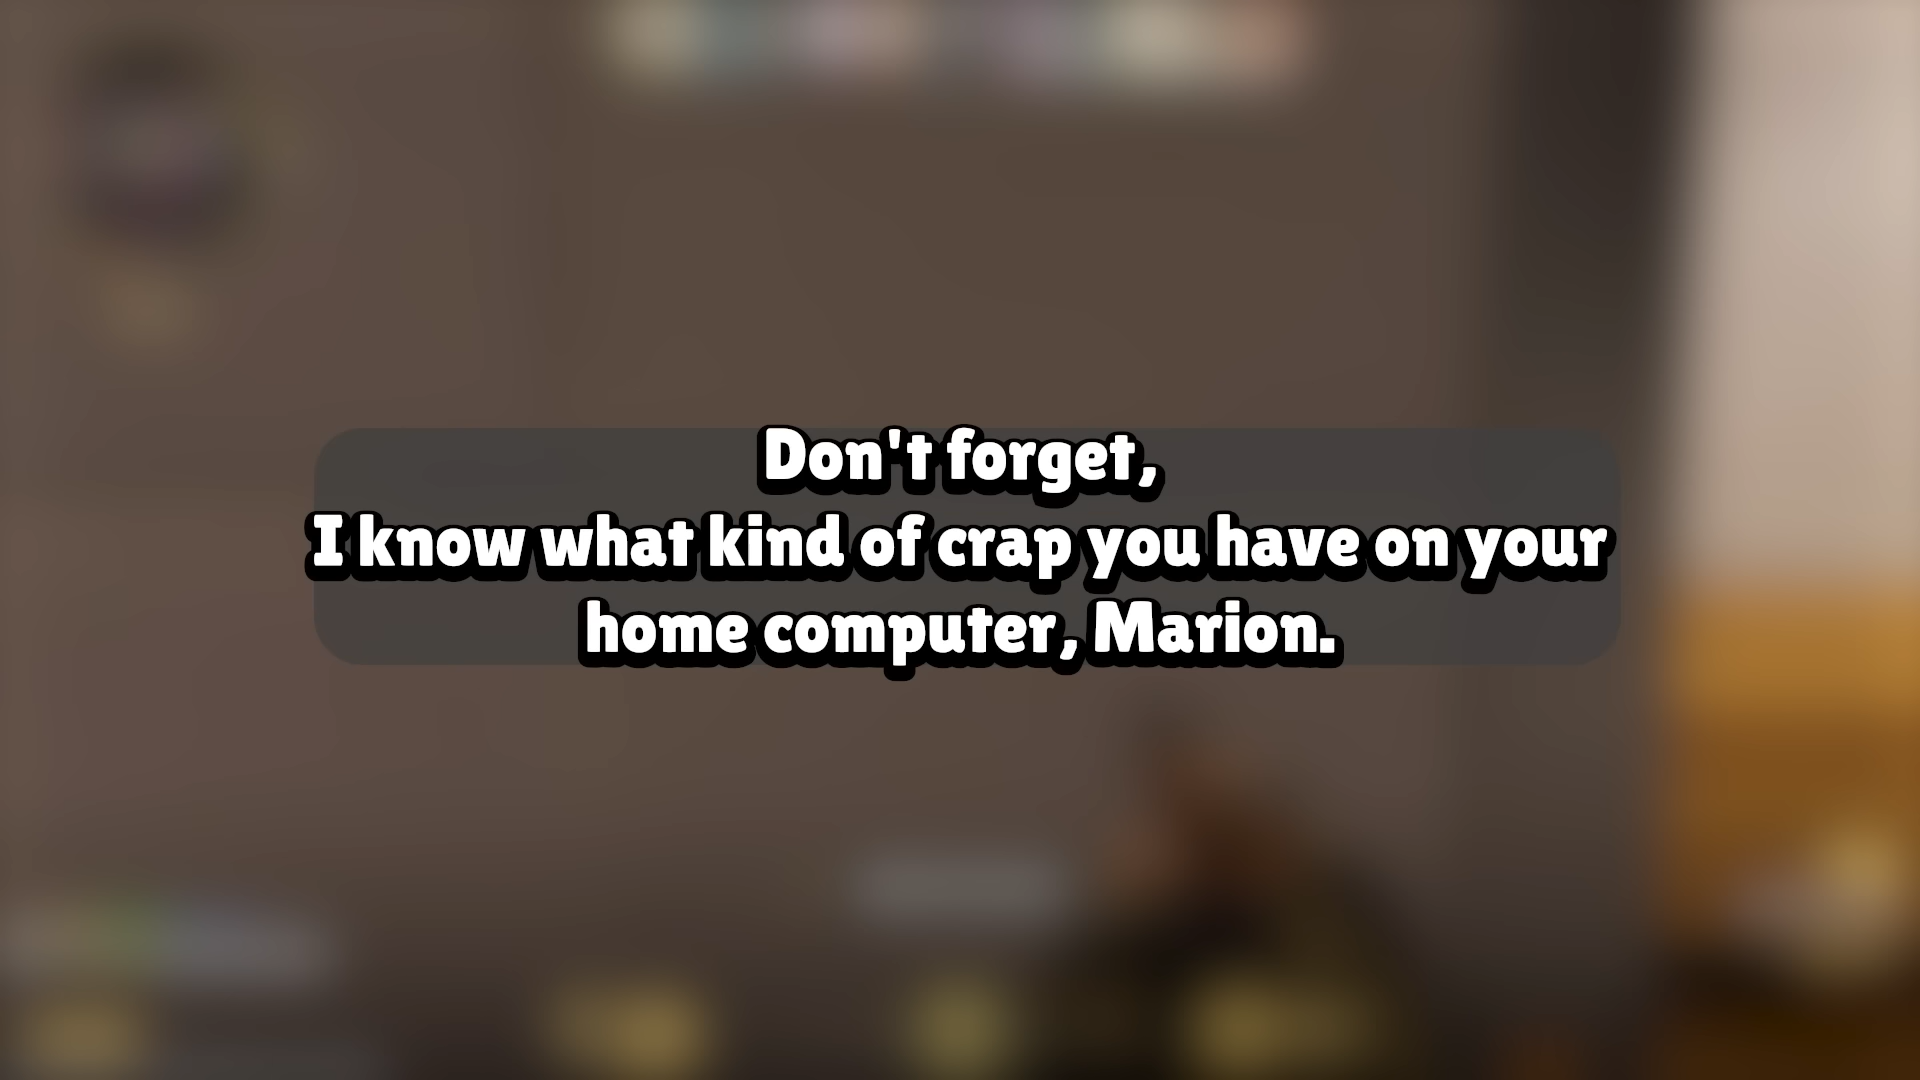 Don't forget,
I know what kind of crap you have on your
home computer, Marion.